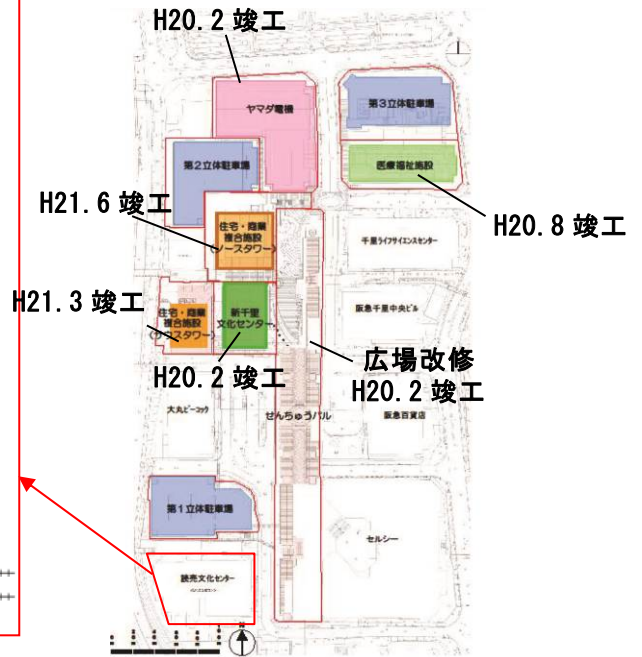 H20.2 竣工
ヤマダ電機
第3立体駐車場
第2立体駐車場
医療福祉施設
H21.6 竣工
H20.8 竣工
住宅・商業
複合施設
(ノースタワー)
千里ライフサイエンスセンター
H21.3 竣工
住宅・商業
複合施設
(サウスタワー)
新千里
文化センター
阪急千里中央ビル
H20.2 竣工
広場改修
H20.2 竣工
大丸ピーコック
せんちゅうパル
阪急百貨店
第1立体駐車場
セルシー
読売文化センター